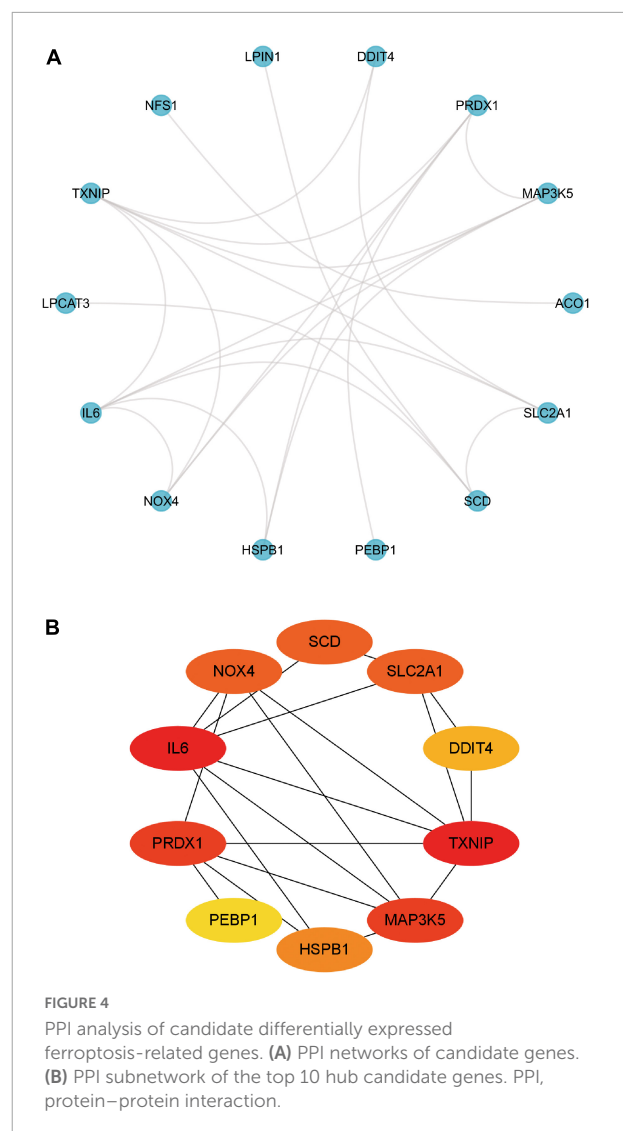 A
LPIN1
DDIT4
NFS1
PRDX1
TXNIP
MAP3K5
LPCAT3
ACO1
IL6
SLC2A1
NOX4
SCD
HSPB1
PEBP1
B
SCD
NOX4
SLC2A1
IL6
DDIT4
PRDX1
TXNIP
PEBP1
MAP3K5
HSPB1
FIGURE 4
PPI analysis of candidate differentially expressed
ferroptosis-related genes. (A) PPI networks of candidate genes.
(B) PPI subnetwork of the top 10 hub candidate genes. PPI,
protein–protein interaction.